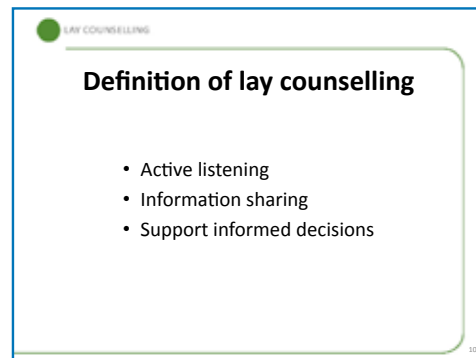 LAY COUNSELLING
Definition of lay counselling
• Active listening
• Information sharing
• Support informed decisions
10